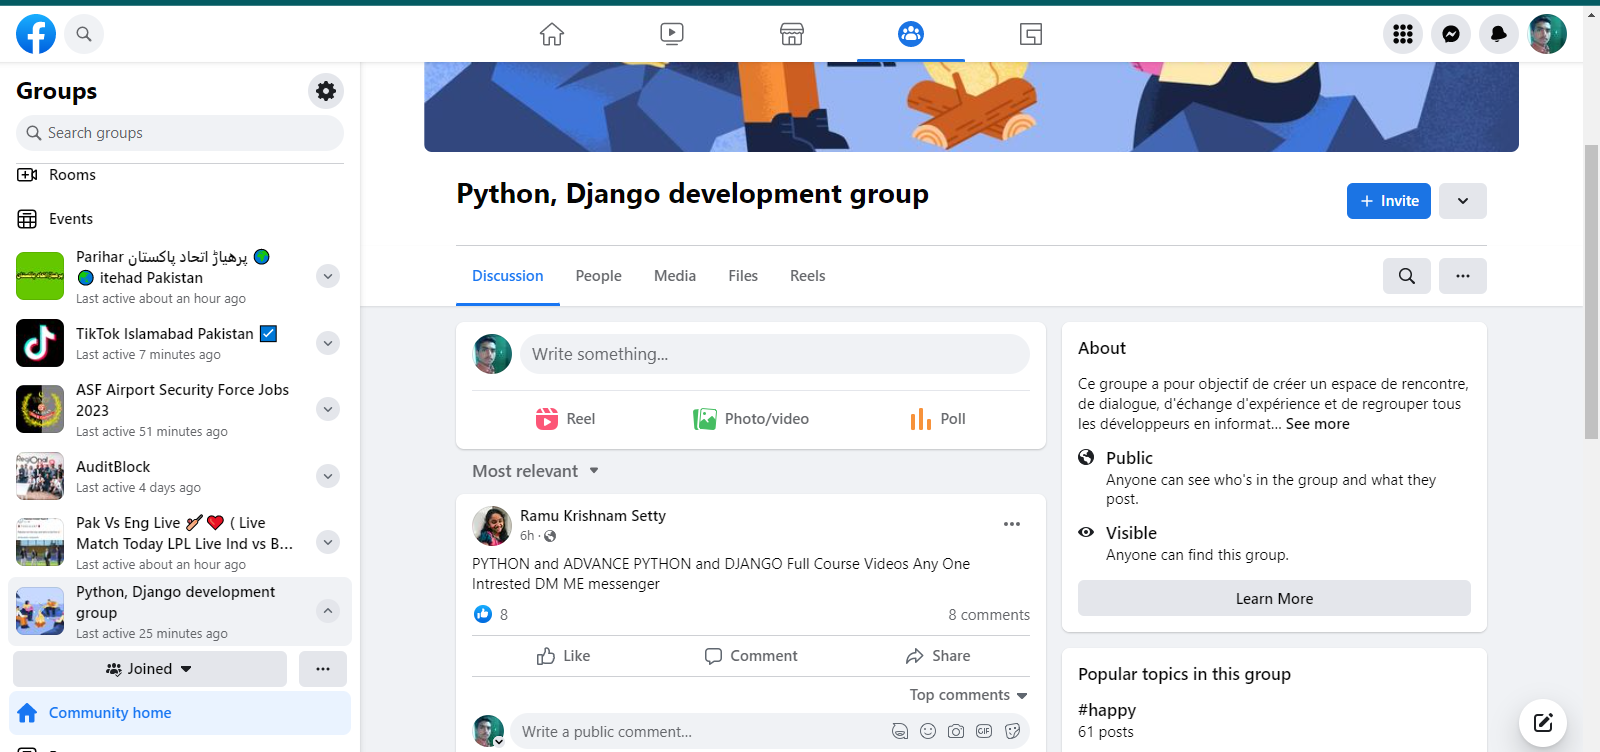 Groups
Search groups
Rooms
Events
Parihar پرھیاڑ اتحاد پاکستان
itehad Pakistan
Last active about an hour ago
TikTok Islamabad Pakistan
Last active 7 minutes ago
ASF Airport Security Force Jobs
2023
Last active 51 minutes ago
AuditBlock
Last active 4 days ago
Pak Vs Eng Live 🏏 ❤️ ( Live
Match Today LPL Live Ind vs B...
Last active about an hour ago
Python, Django development
group
Last active 25 minutes ago
Joined
Community home
Python, Django development group
+ Invite
Discussion
People
Media
Files
Reels
Write something...
Reel
Photo/video
Poll
Most relevant
Ramu Krishnam Setty
6h ·
PYTHON and ADVANCE PYTHON and DJANGO Full Course Videos Any One
Intrested DM ME messenger
8
8 comments
Like
Comment
Share
Top comments
Write a public comment...
GIF
About
Ce groupe a pour objectif de créer un espace de rencontre,
de dialogue, d'échange d'expérience et de regrouper tous
les développeurs en informat... See more
Public
Anyone can see who's in the group and what they
post.
Visible
Anyone can find this group.
Learn More
Popular topics in this group
#happy
61 posts